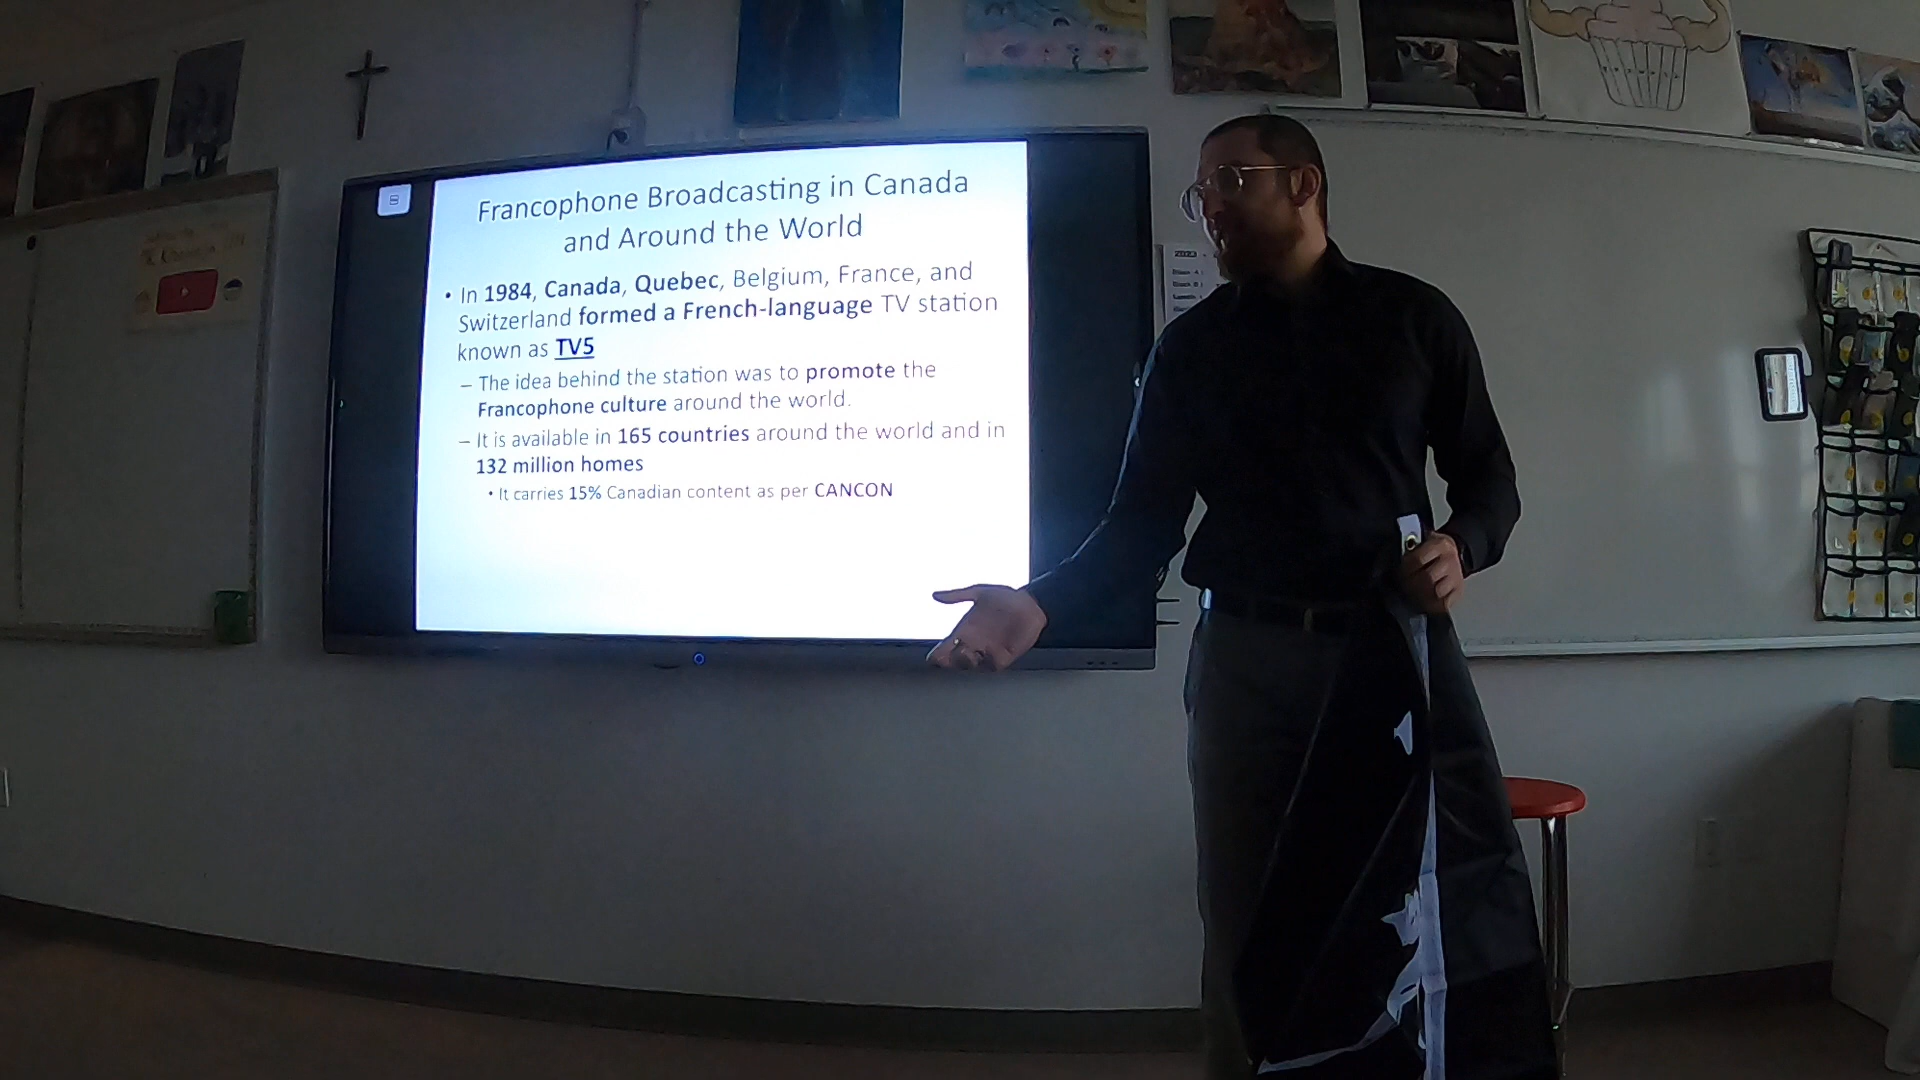 Francophone Broadcasting in Canada
and Around the World
• In 1984, Canada, Quebec, Belgium, France, and
Switzerland formed a French-language TV station
known as TV5
– The idea behind the station was to promote the
Francophone culture around the world.
– It is available in 165 countries around the world and in
132 million homes
• It carries 15% Canadian content as per CANCON
2023 -